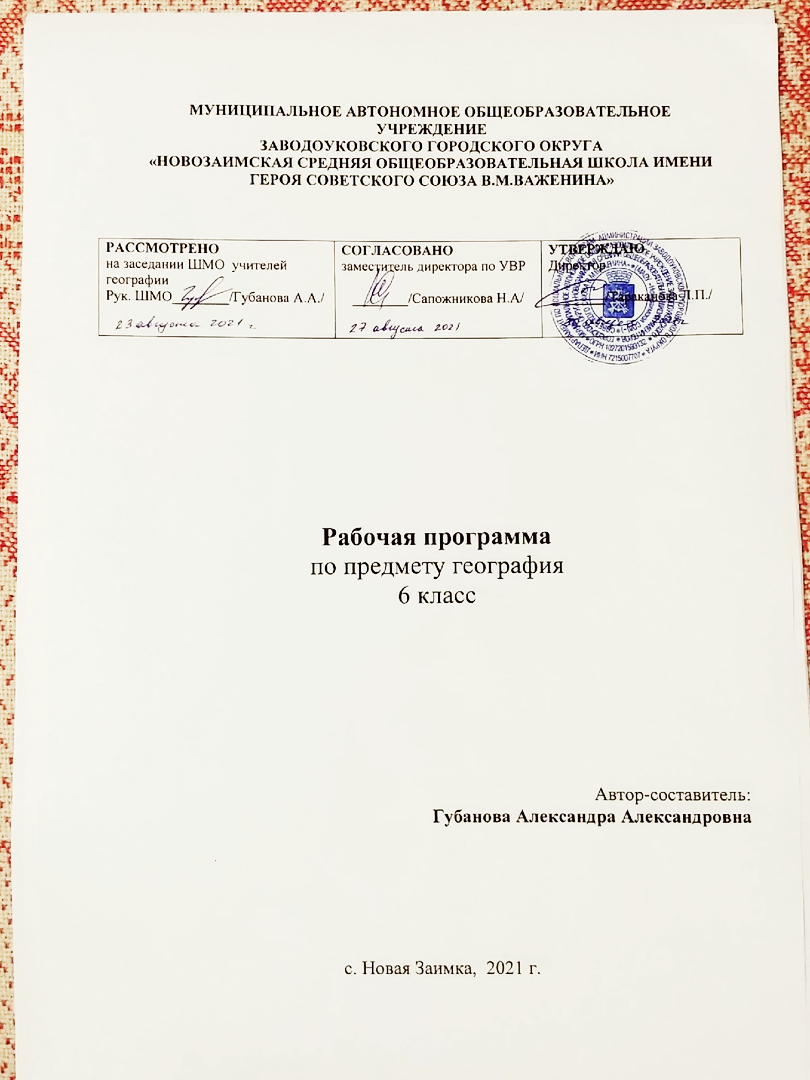 МУНИЦИПАЛЬНОЕ АВТОНОМНОЕ ОБЩЕОБРАЗОВАТЕЛЬНОЕ
УЧРЕЖДЕНИЕ
ЗАВОДОУКОВСКОГО ГОРОДСКОГО ОКРУГА
«НОВОЗАИМСКАЯ СРЕДНЯЯ ОБЩЕОБРАЗОВАТЕЛЬНАЯ ШКОЛА ИМЕНИ
ГЕРОЯ СОВЕТСКОГО СОЮЗА В.М.ВАЖЕНИНА»
РАССМОТРЕНО
на заседании ШМО учителей
географии
Рук. ШМО /Губанова А.А./
23 августа 2021 г.
СОГЛАСОВАНО
заместитель директора по УВР
/Сапожникова Н.А/
27 августа 2021
УТВЕРЖДАЮ
Директор
/Тараканова Л.П./
ИНН 7215007707
Рабочая программа
по предмету география
6 класс
Автор-составитель:
Губанова Александра Александровна
с. Новая Заимка, 2021 г.